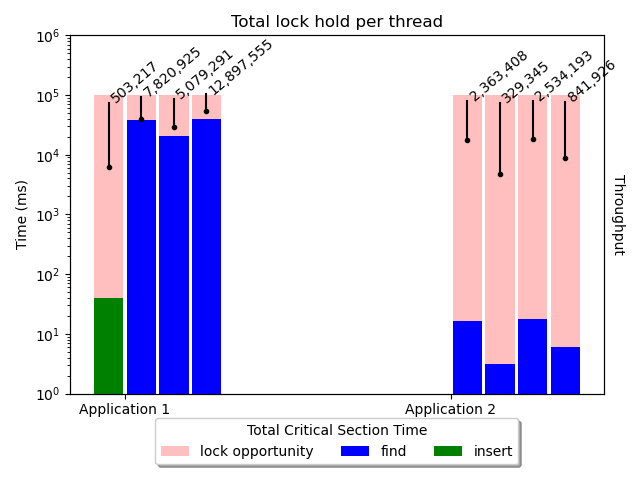 Total lock hold per thread
10^6
10^5
10^4
10^3
10^2
10^1
10^0
Time (ms)
503,217
7,820,925
5,079,291
12,897,555
2,363,408
329,345
2,534,193
841,926
Throughput
Application 1
Application 2
Total Critical Section Time
lock opportunity
find
insert